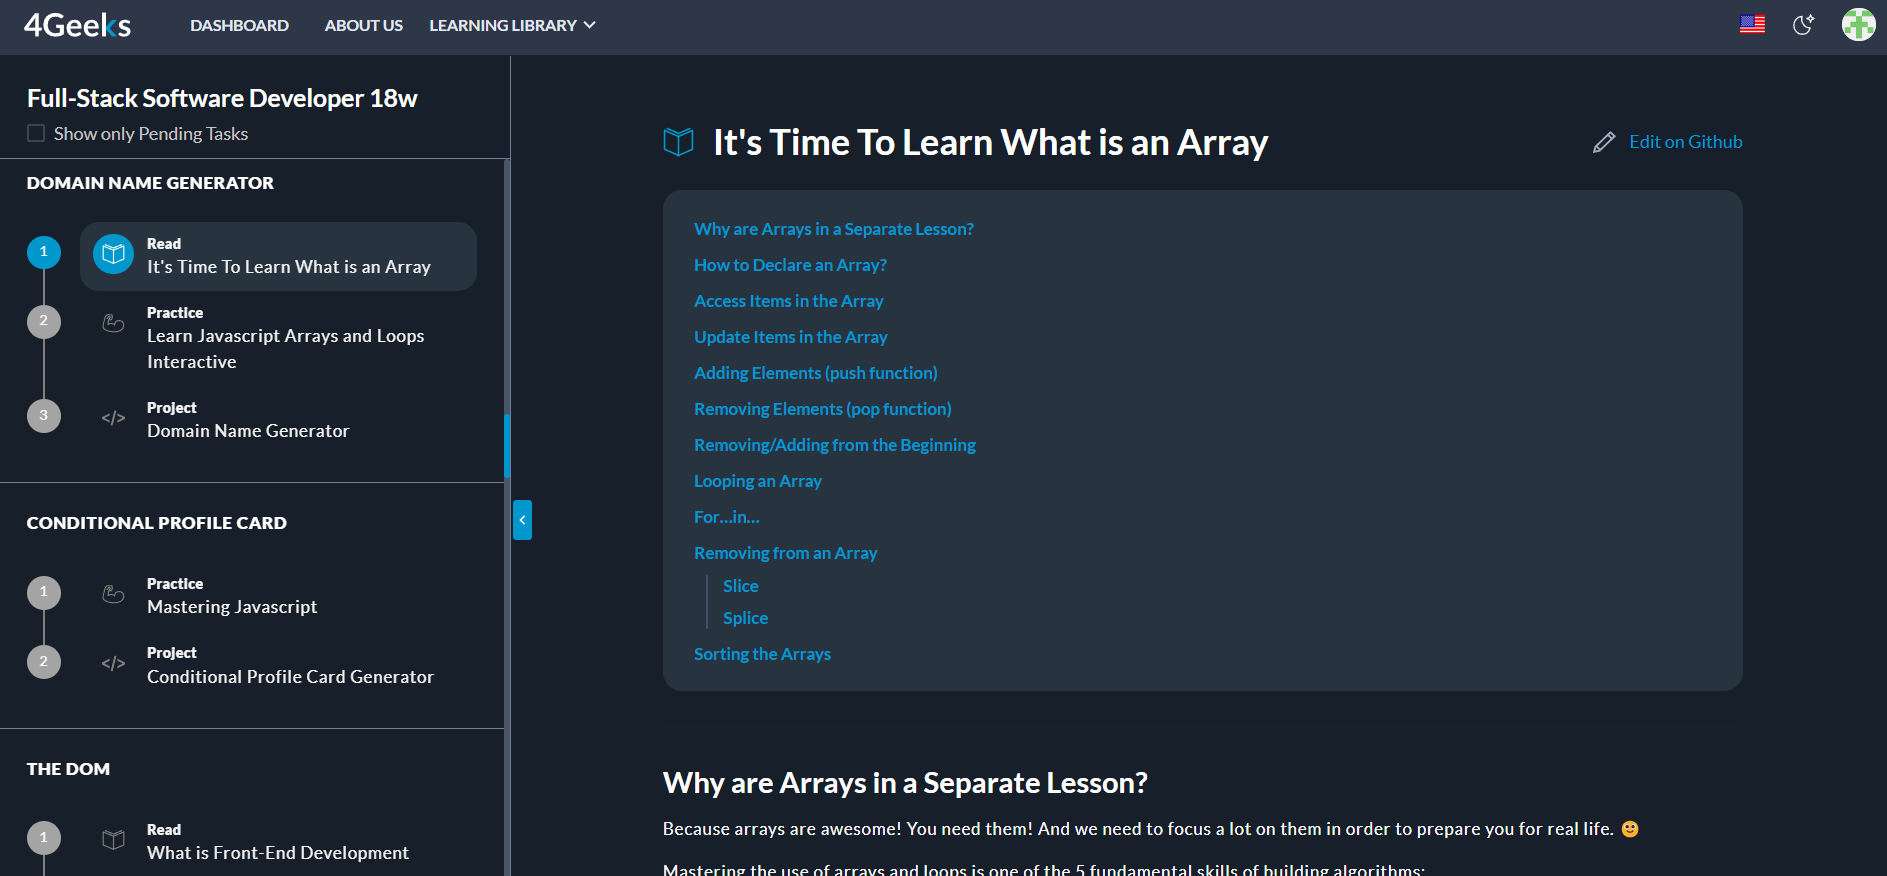 4Geeks
DASHBOARD
ABOUT US
LEARNING LIBRARY
Full-Stack Software Developer 18w
Show only Pending Tasks
DOMAIN NAME GENERATOR
1
Read
It's Time To Learn What is an Array
2
Practice
Learn Javascript Arrays and Loops
Interactive
3
Project
</>
Domain Name Generator
CONDITIONAL PROFILE CARD
1
Practice
Mastering Javascript
2
Project
</>
Conditional Profile Card Generator
THE DOM
1
Read
What is Front-End Development
It's Time To Learn What is an Array
Edit on Github
Why are Arrays in a Separate Lesson?
How to Declare an Array?
Access Items in the Array
Update Items in the Array
Adding Elements (push function)
Removing Elements (pop function)
Removing/Adding from the Beginning
Looping an Array
For...in...
Removing from an Array
Slice
Splice
Sorting the Arrays
Why are Arrays in a Separate Lesson?
Because arrays are awesome! You need them! And we need to focus a lot on them in order to prepare you for real life. 🙂
Mastering the use of arrays and loops is one of the 5 fundamental skills of building algorithms: